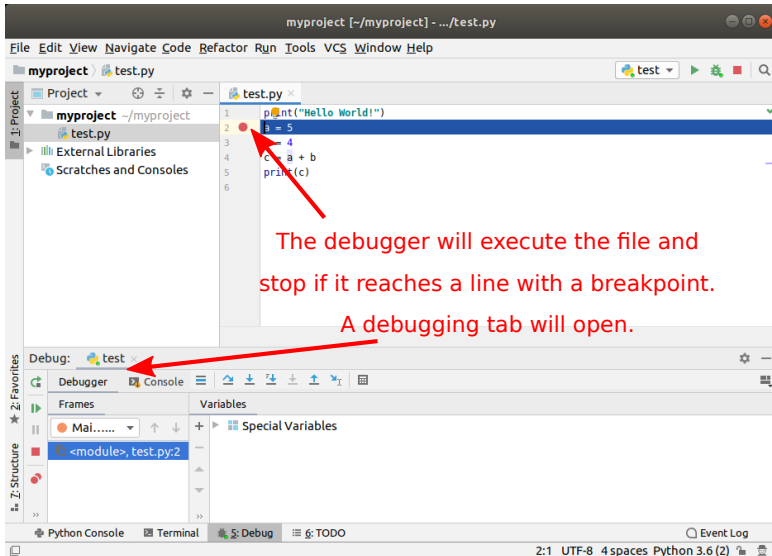 myproject [~/myproject] - .../test.py
File Edit View Navigate Code Refactor Run Tools VCS Window Help
myproject test.py test
1: Project Project test.py
myproject ~/myproject
test.py
External Libraries
Scratches and Consoles
1 print("Hello World!")
2 a = 5
3 = 4
4 c = a + b
5 print(c)
6
The debugger will execute the file and
stop if it reaches a line with a breakpoint.
A debugging tab will open.
2: Favorites
Z: Structure
Debug: test
Debugger Console
Frames Variables
Mai...... Special Variables
<module>, test.py:2
Python Console Terminal 5: Debug 6: TODO Event Log
2:1 UTF-8 4 spaces Python 3.6 (2)